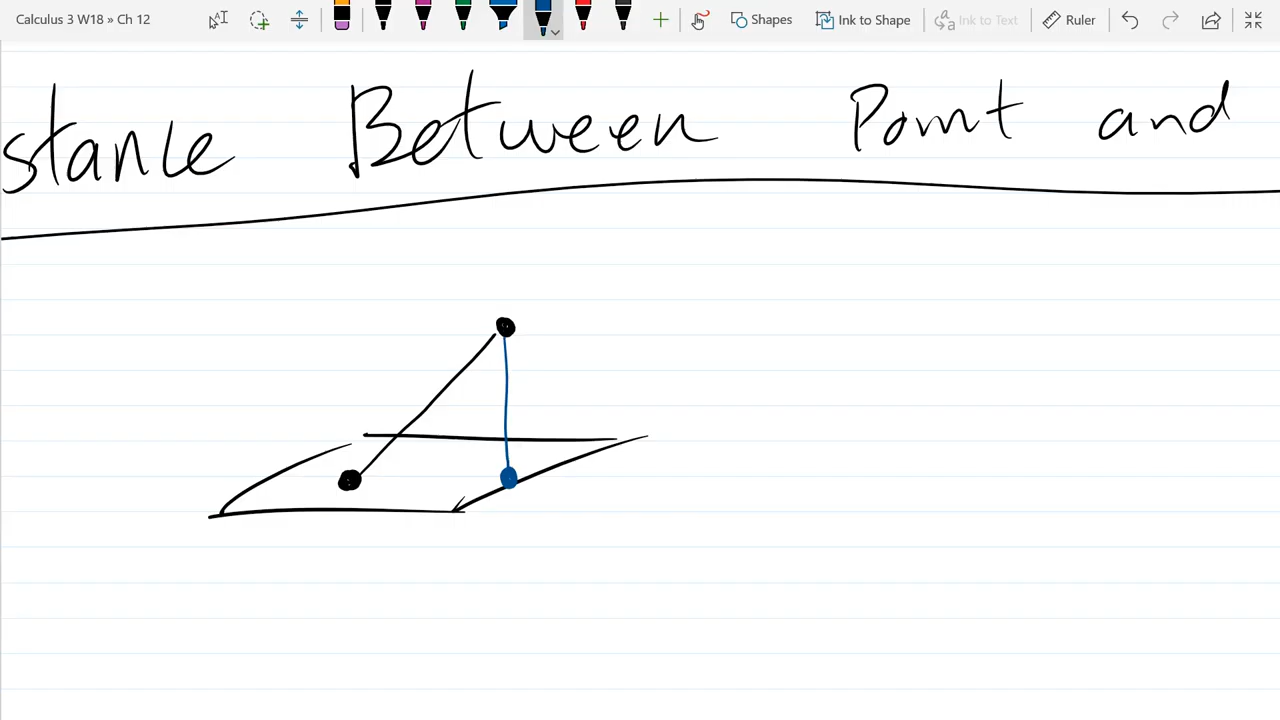 Calculus 3 W18 » Ch 12
Shapes
Ink to Shape
Ink to Text
Ruler
stance Between Point and